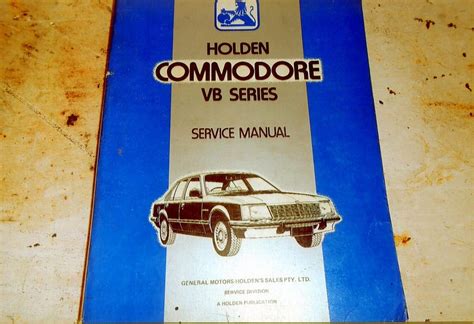 HOLDEN
COMMODORE
VB SERIES
SERVICE MANUAL
GENERAL MOTORS-HOLDEN'S SALES PTY. LTD.
SERVICE DIVISION
A HOLDEN PUBLICATION